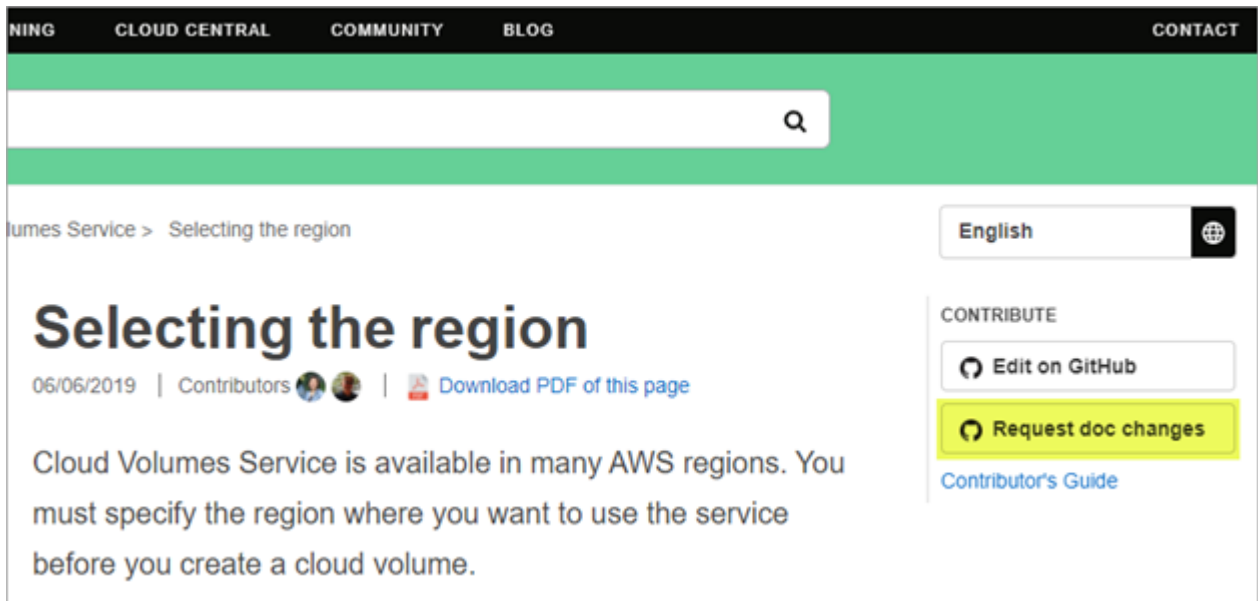 NING CLOUD CENTRAL COMMUNITY BLOG CONTACT
lumes Service > Selecting the region
English
Selecting the region
06/06/2019 | Contributors | Download PDF of this page
CONTRIBUTE
Edit on GitHub
Request doc changes
Contributor's Guide
Cloud Volumes Service is available in many AWS regions. You
must specify the region where you want to use the service
before you create a cloud volume.